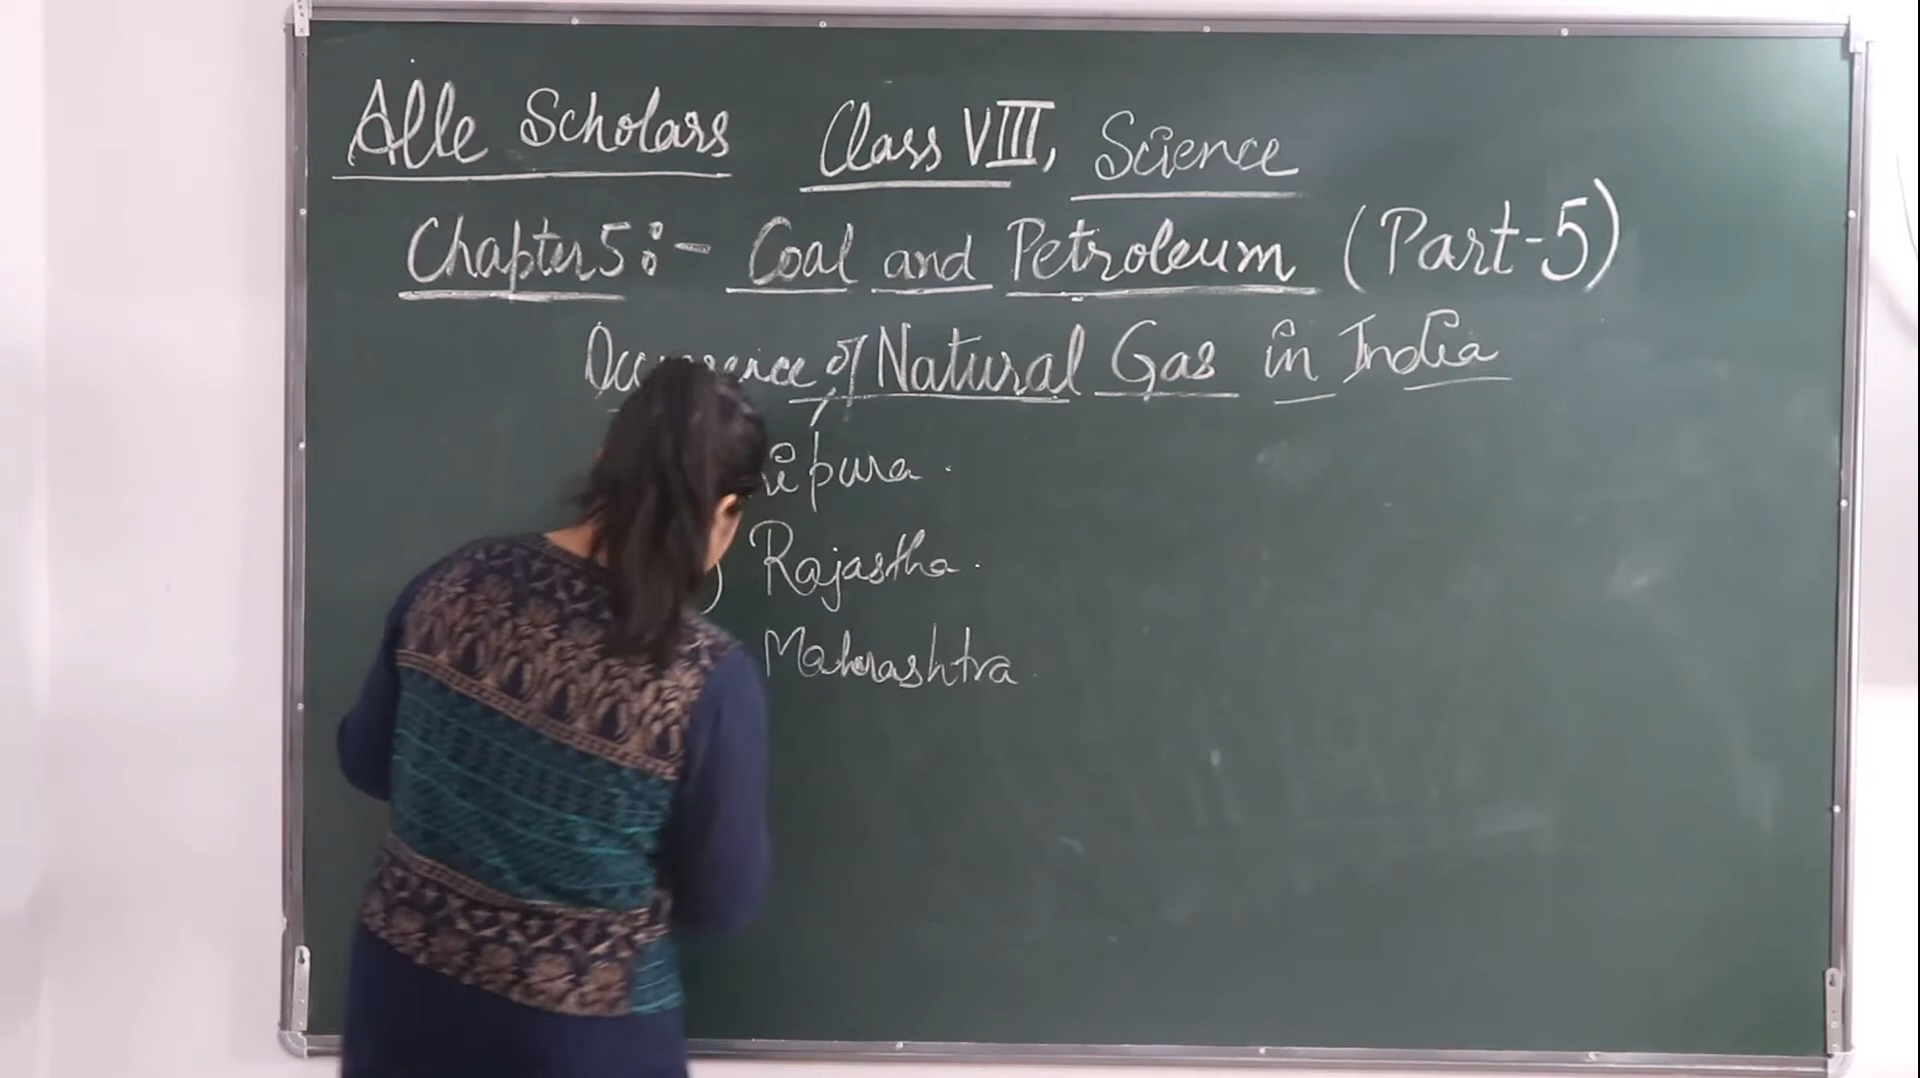 Alle Scholars Class VIII, Science
Chapter 5:- Coal and Petroleum (Part-5)
of Natural Gas in India
ipura.
) Rajastha.
Maharashtra